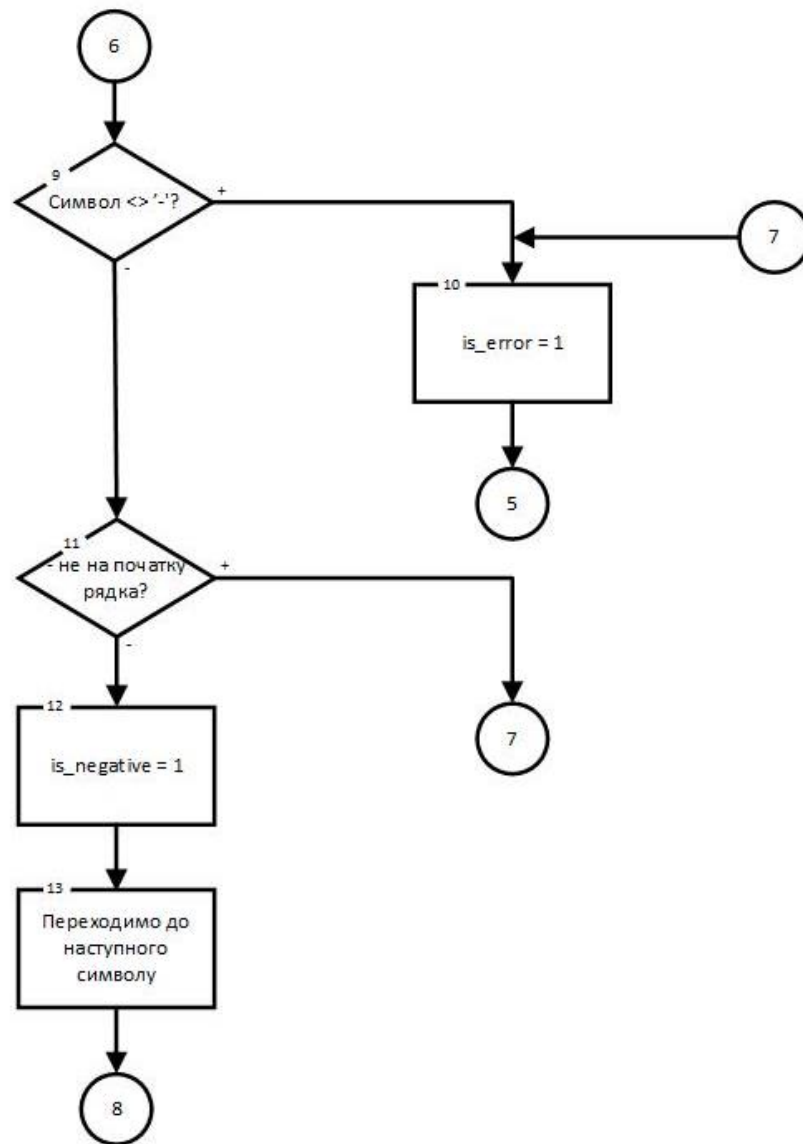 6
9
Символ <> '-'?
+
-
7
10
is_error = 1
5
11
- не на початку
рядка?
+
-
12
is_negative = 1
7
13
Переходимо до
наступного
символу
8